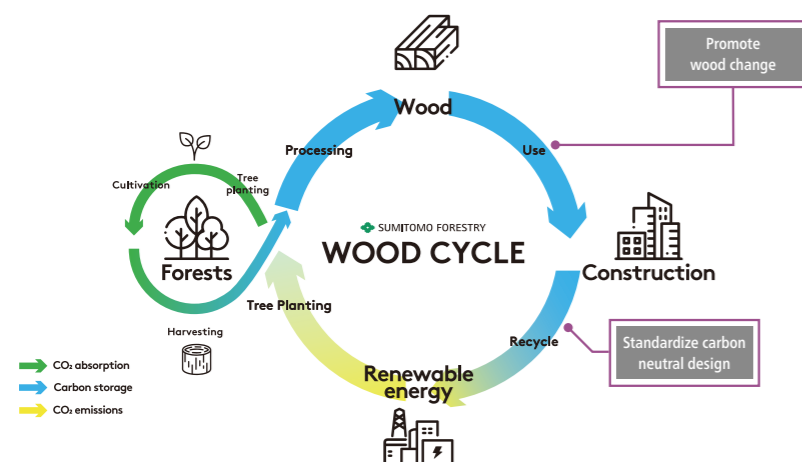 Promote
wood change
Wood
Processing
Use
Cultivation
Tree
planting
SUMITOMO FORESTRY
WOOD CYCLE
Forests
Construction
Tree Planting
Harvesting
Recycle
Standardize carbon
neutral design
Renewable
energy
CO₂ absorption
Carbon storage
CO₂ emissions